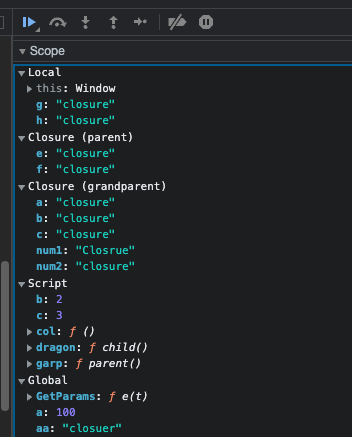 Scope
Local
this: Window
g: "closure"
h: "closure"
Closure (parent)
e: "closure"
f: "closure"
Closure (grandparent)
a: "closure"
b: "closure"
c: "closure"
num1: "Closrue"
num2: "closure"
Script
b: 2
c: 3
col: ƒ ()
dragon: ƒ child()
garp: ƒ parent()
Global
GetParams: ƒ e(t)
a: 100
aa: "closuer"